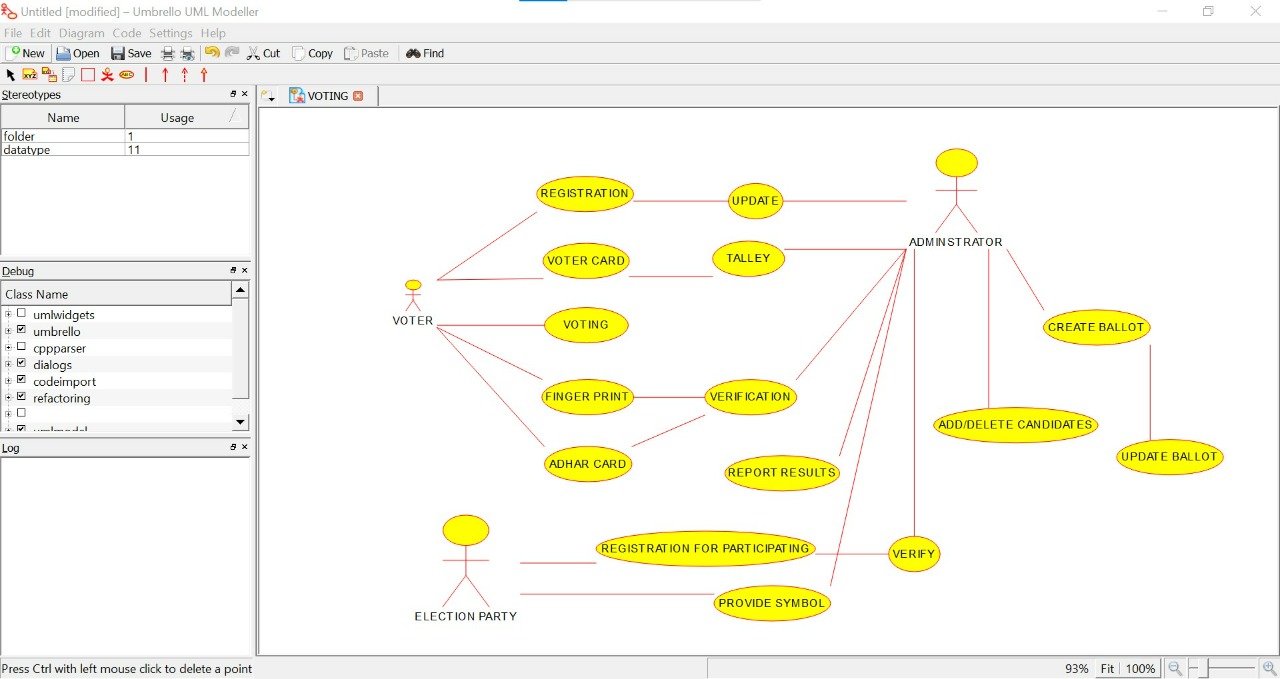 Untitled [modified] – Umbrello UML Modeller
File Edit Diagram Code Settings Help
New Open Save Cut Copy Paste Find
Stereotypes
VOTING
Name Usage
folder 1
datatype 11
Debug
Class Name
umlwidgets
umbrello
cppparser
dialogs
codeimport
refactoring
Log
REGISTRATION
UPDATE
ADMINSTRATOR
VOTER CARD
TALLEY
VOTER
VOTING
CREATE BALLOT
FINGER PRINT
VERIFICATION
ADD/DELETE CANDIDATES
ADHAR CARD
REPORT RESULTS
UPDATE BALLOT
REGISTRATION FOR PARTICIPATING
VERIFY
PROVIDE SYMBOL
ELECTION PARTY
Press Ctrl with left mouse click to delete a point
93% Fit 100%